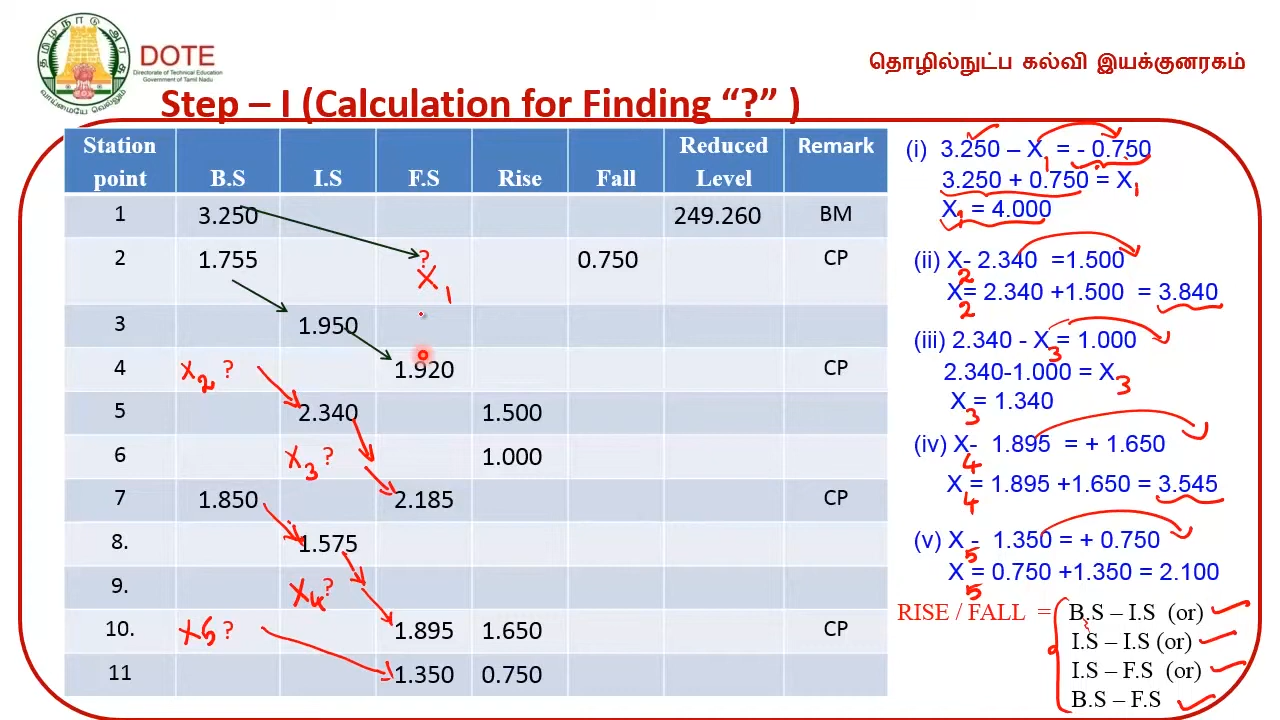 தமிழ்நாடு அரசு
வாய்மையே வெல்லும்
DOTE
Directorate of Technical Education
Government of Tamil Nadu
தொழில்நுட்ப கல்வி இயக்குனரகம்
Step – I (Calculation for Finding “?” )
Station point B.S I.S F.S Rise Fall Reduced Level Remark
1 3.250 249.260 BM
2 1.755 ? X1 0.750 CP
3 1.950
4 X2 ? 1.920 CP
5 2.340 1.500
6 X3 ? 1.000
7 1.850 2.185 CP
8. 1.575
9. X4 ?
10. X5 ? 1.895 1.650 CP
11 1.350 0.750
(i) 3.250 – X1 = - 0.750
3.250 + 0.750 = X1
X1 = 4.000
(ii) X2 - 2.340 =1.500
X2 = 2.340 +1.500 = 3.840
(iii) 2.340 - X3 = 1.000
2.340-1.000 = X3
X3 = 1.340
(iv) X4 - 1.895 = + 1.650
X4 = 1.895 +1.650 = 3.545
(v) X5 - 1.350 = + 0.750
X5 = 0.750 +1.350 = 2.100
RISE / FALL = B.S – I.S (or)
I.S – I.S (or)
I.S – F.S (or)
B.S – F.S